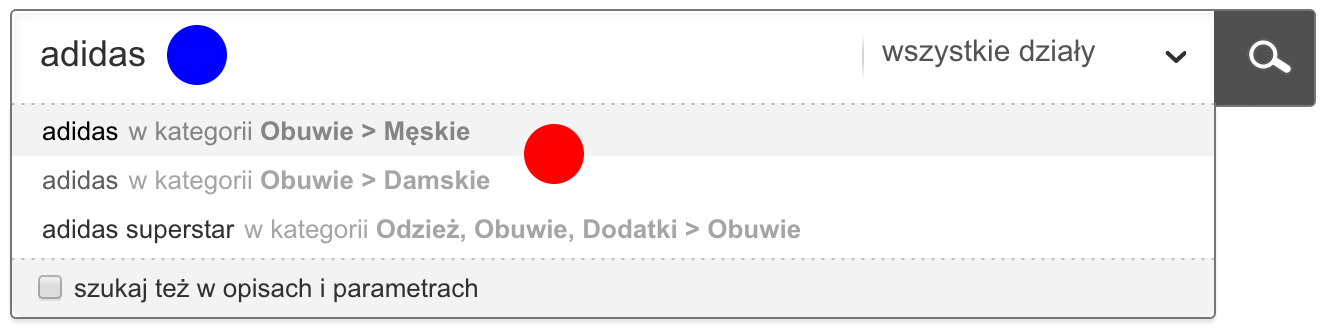 adidas wszystkie działy
adidas w kategorii Obuwie > Męskie
adidas w kategorii Obuwie > Damskie
adidas superstar w kategorii Odzież, Obuwie, Dodatki > Obuwie
szukaj też w opisach i parametrach